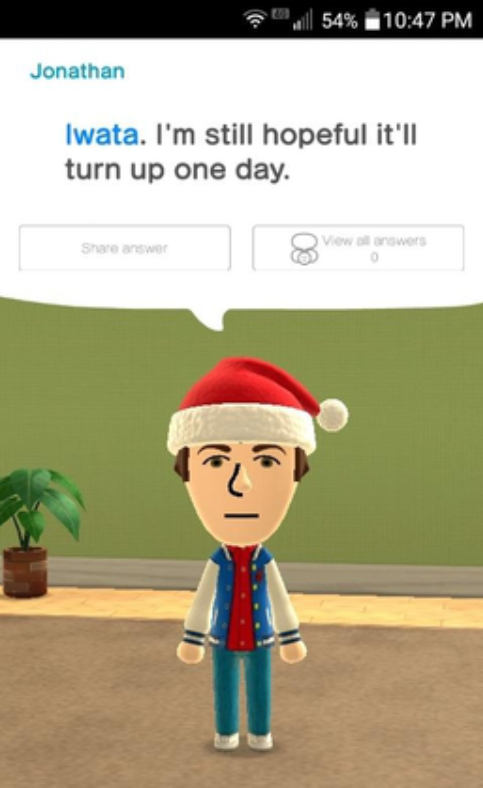 54% 10:47 PM
Jonathan
Iwata. I'm still hopeful it'll
turn up one day.
Share answer
View all answers
0